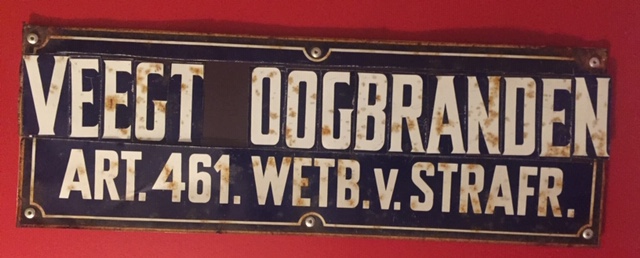 VEEGT OOGBRANDEN
ART. 461. WETB. v. STRAFR.